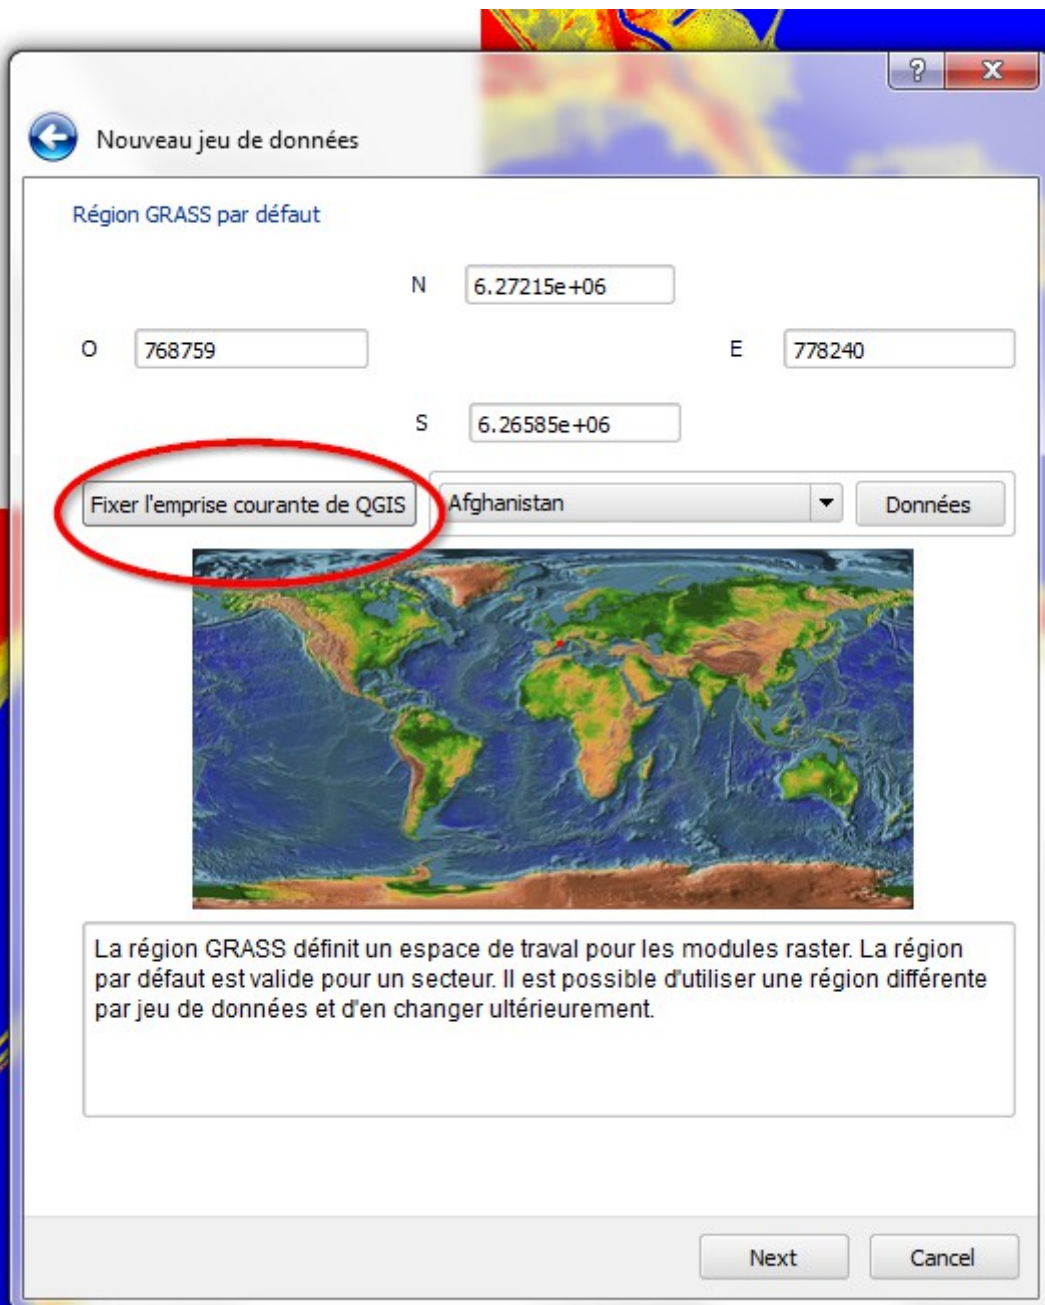 ?
X
Nouveau jeu de données
Région GRASS par défaut
N 6.27215e+06
O 768759 E 778240
S 6.26585e+06
Fixer l'emprise courante de QGIS Afghanistan Données
La région GRASS définit un espace de traval pour les modules raster. La région
par défaut est valide pour un secteur. Il est possible d'utiliser une région différente
par jeu de données et d'en changer ultérieurement.
Next Cancel